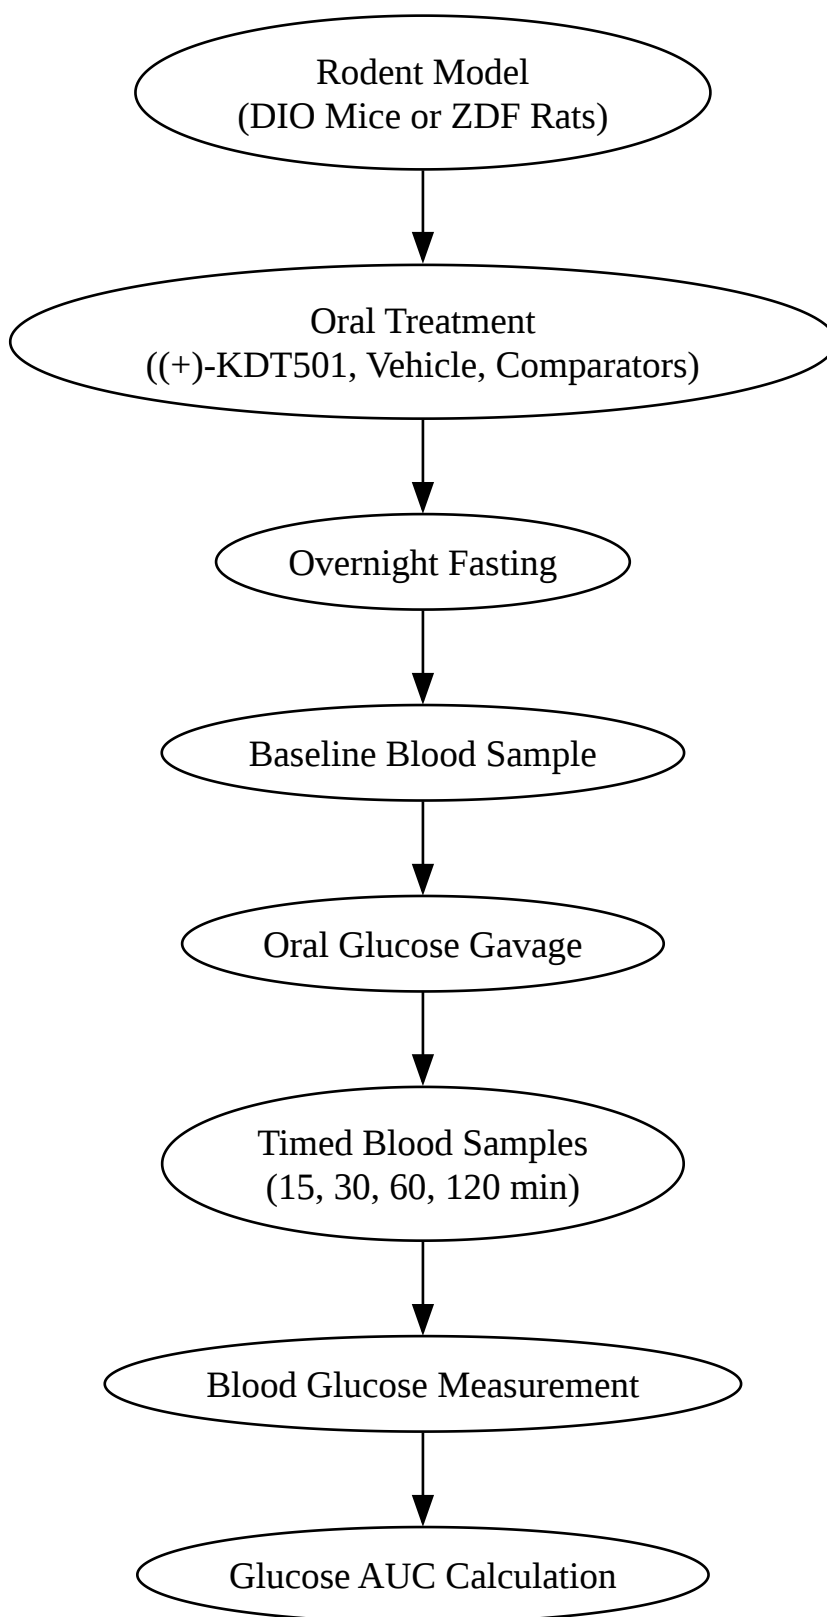 Rodent Model
(DIO Mice or ZDF Rats)
Oral Treatment
((+)-KDT501, Vehicle, Comparators)
Overnight Fasting
Baseline Blood Sample
Oral Glucose Gavage
Timed Blood Samples
(15, 30, 60, 120 min)
Blood Glucose Measurement
Glucose AUC Calculation